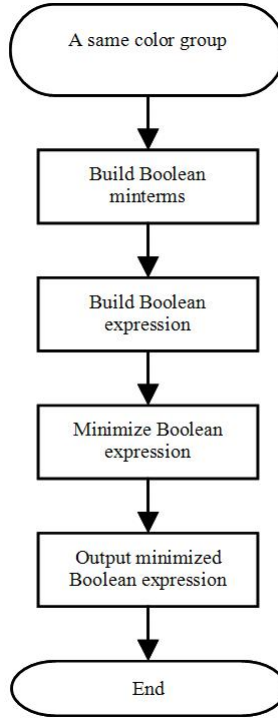 A same color group
Build Boolean
minterms
Build Boolean
expression
Minimize Boolean
expression
Output minimized
Boolean expression
End